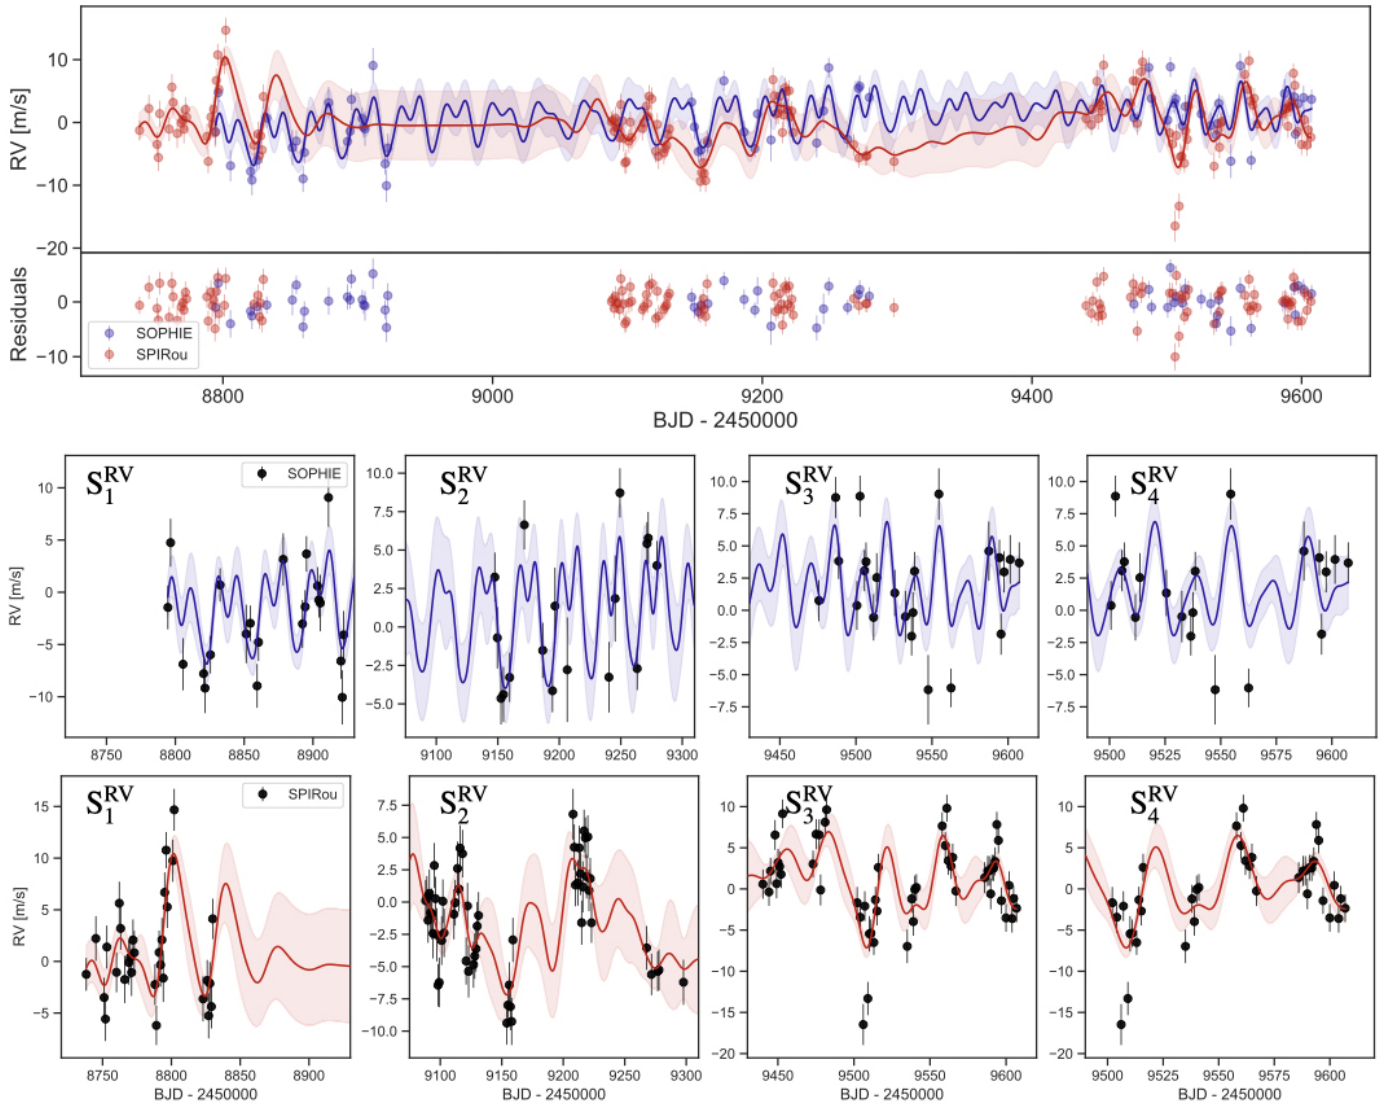 10
0
−10
−20
RV [m/s]
0
−10
Residuals
SOPHIE
SPIRou
8800 9000 9200 9400 9600
BJD - 2450000
S₁ᴿⱽ
SOPHIE
10
5
0
−5
−10
RV [m/s]
8750 8800 8850 8900
S₂ᴿⱽ
10.0
7.5
5.0
2.5
0.0
−2.5
−5.0
9100 9150 9200 9250 9300
S₃ᴿⱽ
10.0
7.5
5.0
2.5
0.0
−2.5
−5.0
−7.5
9450 9500 9550 9600
S₄ᴿⱽ
10.0
7.5
5.0
2.5
0.0
−2.5
−5.0
−7.5
9500 9525 9550 9575 9600
S₁ᴿⱽ
SPIRou
15
10
5
0
−5
RV [m/s]
8750 8800 8850 8900
BJD - 2450000
S₂ᴿⱽ
7.5
5.0
2.5
0.0
−2.5
−5.0
−7.5
−10.0
9100 9150 9200 9250 9300
BJD - 2450000
S₃ᴿⱽ
10
5
0
−5
−10
−15
−20
9450 9500 9550 9600
BJD - 2450000
S₄ᴿⱽ
10
5
0
−5
−10
−15
−20
9500 9525 9550 9575 9600
BJD - 2450000